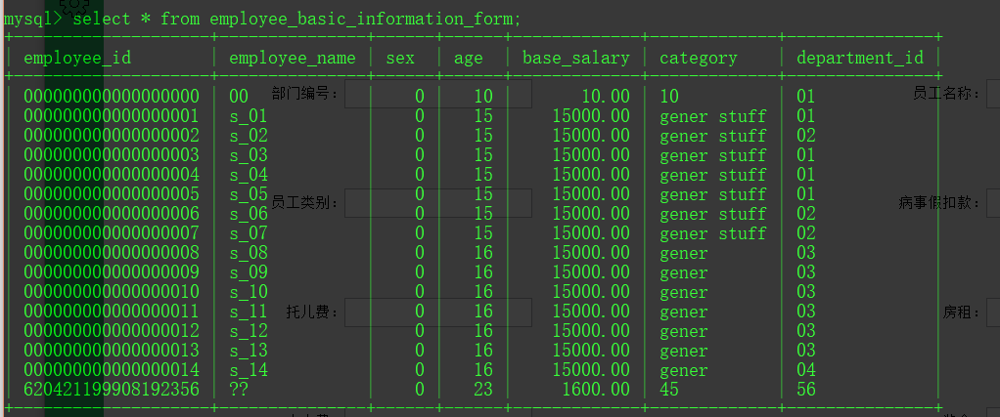 mysql> select * from employee_basic_information_form;
employee_id | employee_name | sex | age | base_salary | category | department_id
000000000000000000 | 00 | 0 | 10 | 10.00 | 10 | 01
部门编号: 员工名称:
000000000000000001 | s_01 | 0 | 15 | 15000.00 | gener stuff | 01
000000000000000002 | s_02 | 0 | 15 | 15000.00 | gener stuff | 02
000000000000000003 | s_03 | 0 | 15 | 15000.00 | gener stuff | 01
000000000000000004 | s_04 | 0 | 15 | 15000.00 | gener stuff | 01
000000000000000005 | s_05 | 0 | 15 | 15000.00 | gener stuff | 01
员工类别: 病事假扣款:
000000000000000006 | s_06 | 0 | 15 | 15000.00 | gener stuff | 02
000000000000000007 | s_07 | 0 | 15 | 15000.00 | gener stuff | 02
000000000000000008 | s_08 | 0 | 16 | 15000.00 | gener | 03
000000000000000009 | s_09 | 0 | 16 | 15000.00 | gener | 03
000000000000000010 | s_10 | 0 | 16 | 15000.00 | gener | 03
000000000000000011 | s_11 | 0 | 16 | 15000.00 | gener | 03
托儿费: 房租:
000000000000000012 | s_12 | 0 | 16 | 15000.00 | gener | 03
000000000000000013 | s_13 | 0 | 16 | 15000.00 | gener | 03
000000000000000014 | s_14 | 0 | 16 | 15000.00 | gener | 04
620421199908192356 | ?? | 0 | 23 | 1600.00 | 45 | 56